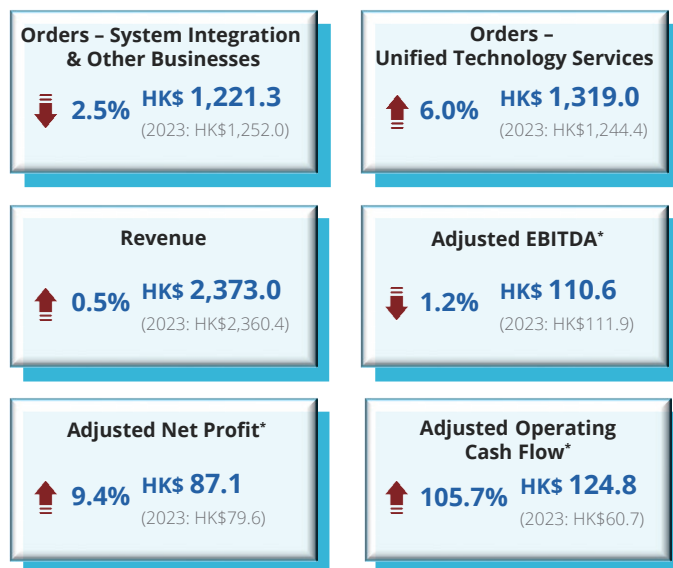 Orders – System Integration
& Other Businesses
2.5%
HK$ 1,221.3
(2023: HK$1,252.0)
Orders –
Unified Technology Services
6.0%
HK$ 1,319.0
(2023: HK$1,244.4)
Revenue
0.5%
HK$ 2,373.0
(2023: HK$2,360.4)
Adjusted EBITDA*
1.2%
HK$ 110.6
(2023: HK$111.9)
Adjusted Net Profit*
9.4%
HK$ 87.1
(2023: HK$79.6)
Adjusted Operating
Cash Flow*
105.7%
HK$ 124.8
(2023: HK$60.7)